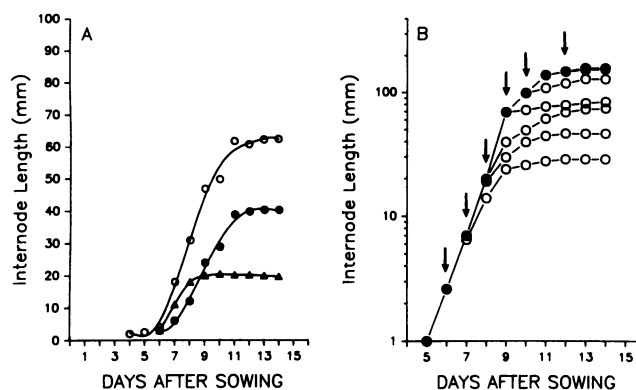 A
Internode Length (mm)
100
90
80
70
60
50
40
30
20
10
0
1 3 5 7 9 11 13 15
DAYS AFTER SOWING
B
Internode Length (mm)
100
10
1
5 6 7 8 9 10 11 12 13 14 15
DAYS AFTER SOWING